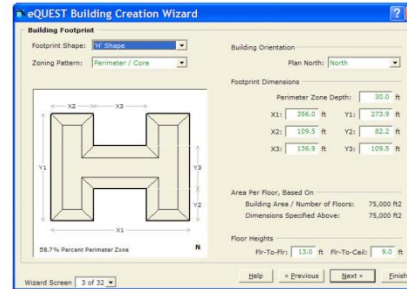 eQUEST Building Creation Wizard
Building Footprint
Footprint Shape: 'H' Shape
Zoning Pattern: Perimeter / Core
Building Orientation
Plan North: North
Footprint Dimensions
Perimeter Zone Depth: 30.0 ft
X1: 356.0 ft Y1: 273.9 ft
X2: 109.5 ft Y2: 82.2 ft
X3: 136.9 ft Y3: 109.5 ft
X2 X3
Y1
Y3
Y2
X1
58.7% Percent Perimeter Zone N
Area Per Floor, Based On
Building Area / Number of Floors: 75,000 ft2
Dimensions Specified Above: 75,000 ft2
Floor Heights
Flr-To-Flr: 13.0 ft Flr-To-Ceil: 9.0 ft
Wizard Screen 3 of 32
Help < Previous Next > Finish